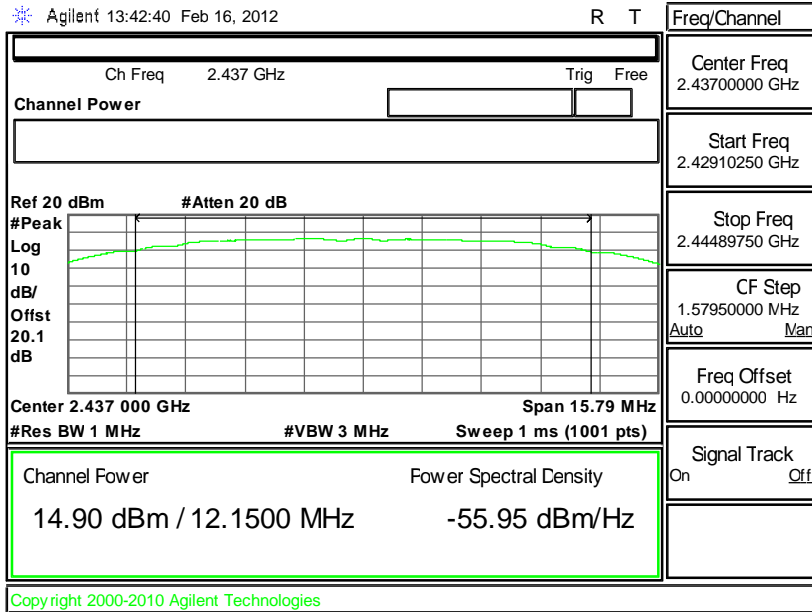 Agilent 13:42:40 Feb 16, 2012 R T
Ch Freq 2.437 GHz Trig Free
Channel Power
Ref 20 dBm #Atten 20 dB
#Peak
Log
10
dB/
Offst
20.1
dB
Center 2.437 000 GHz Span 15.79 MHz
#Res BW 1 MHz #VBW 3 MHz Sweep 1 ms (1001 pts)
Channel Power Power Spectral Density
14.90 dBm / 12.1500 MHz -55.95 dBm/Hz
Copyright 2000-2010 Agilent Technologies
Freq/Channel
Center Freq
2.43700000 GHz
Start Freq
2.42910250 GHz
Stop Freq
2.44489750 GHz
CF Step
1.57950000 MHz
Auto Man
Freq Offset
0.00000000 Hz
Signal Track
On Off